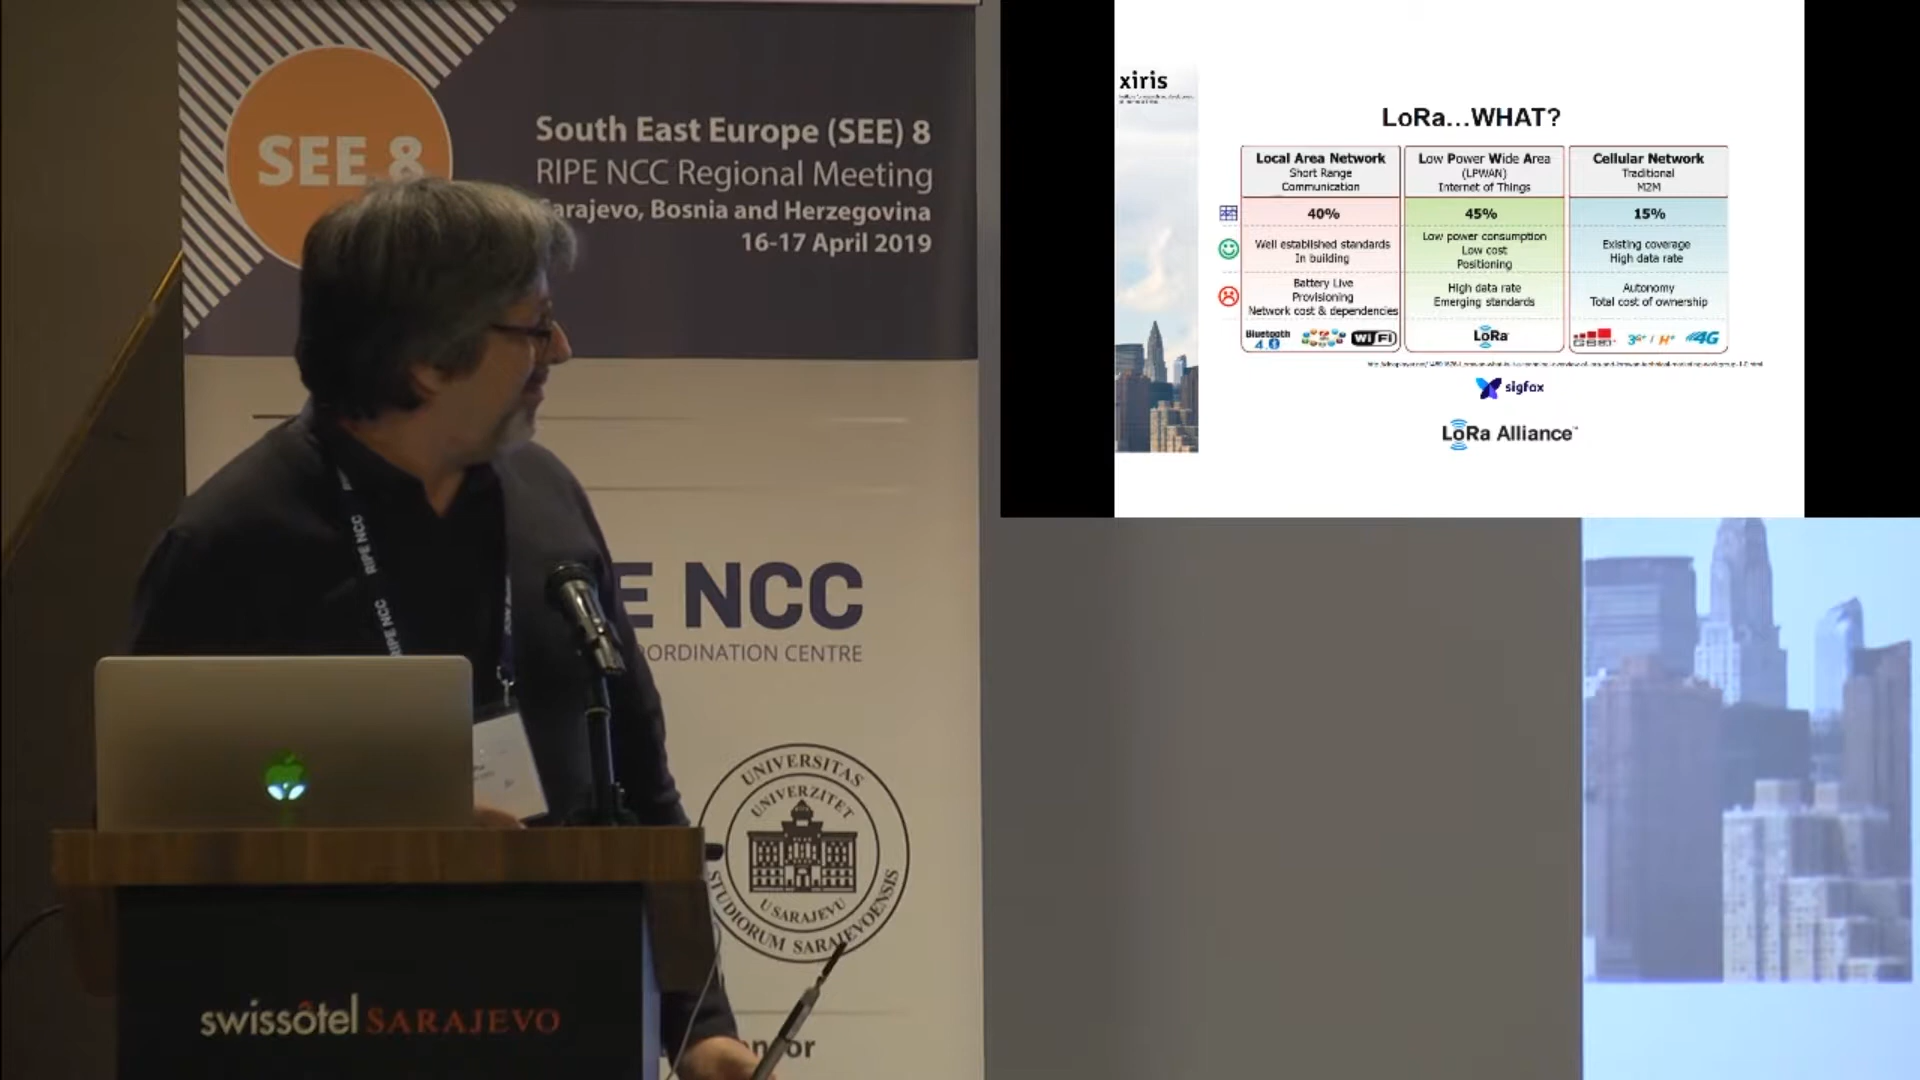 SEE 8
South East Europe (SEE) 8
RIPE NCC Regional Meeting
Sarajevo, Bosnia and Herzegovina
16-17 April 2019
RIPE NCC
RIPE NCC
E NCC
ORDINATION CENTRE
UNIVERSITAS
STUDIORUM SARAJEVOENSIS
UNIVERZITET
U SARAJEVU
swissôtel SARAJEVO
xiris
LoRa...WHAT?
Local Area Network
Short Range
Communication
40%
Well established standards
In building
Battery Live
Provisioning
Network cost & dependencies
Bluetooth
4.0
WiFi
Low Power Wide Area
(LPWAN)
Internet of Things
45%
Low power consumption
Low cost
Positioning
High data rate
Emerging standards
LoRa
Cellular Network
Traditional
M2M
15%
Existing coverage
High data rate
Autonomy
Total cost of ownership
GSM
3G+ / H+ 4G
sigfox
LoRa Alliance™